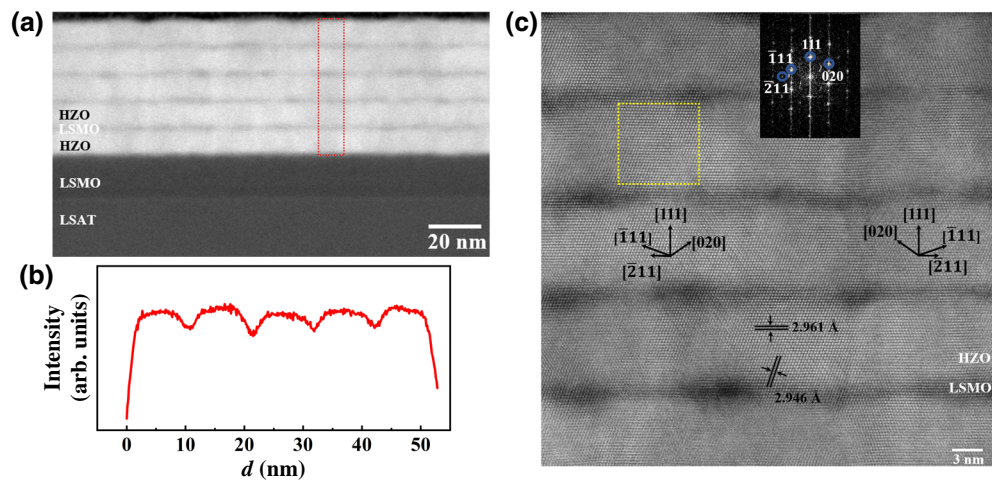 (a)
HZO
LSMO
HZO
LSMO
LSAT
20 nm
(b)
Intensity
(arb. units)
0 10 20 30 40 50
d (nm)
(c)
111
1̄11
020
2̄11
[111]
[1̄11]
[020]
[2̄11]
[111]
[020]
[1̄11]
[2̄11]
2.961 Å
2.946 Å
HZO
LSMO
3 nm